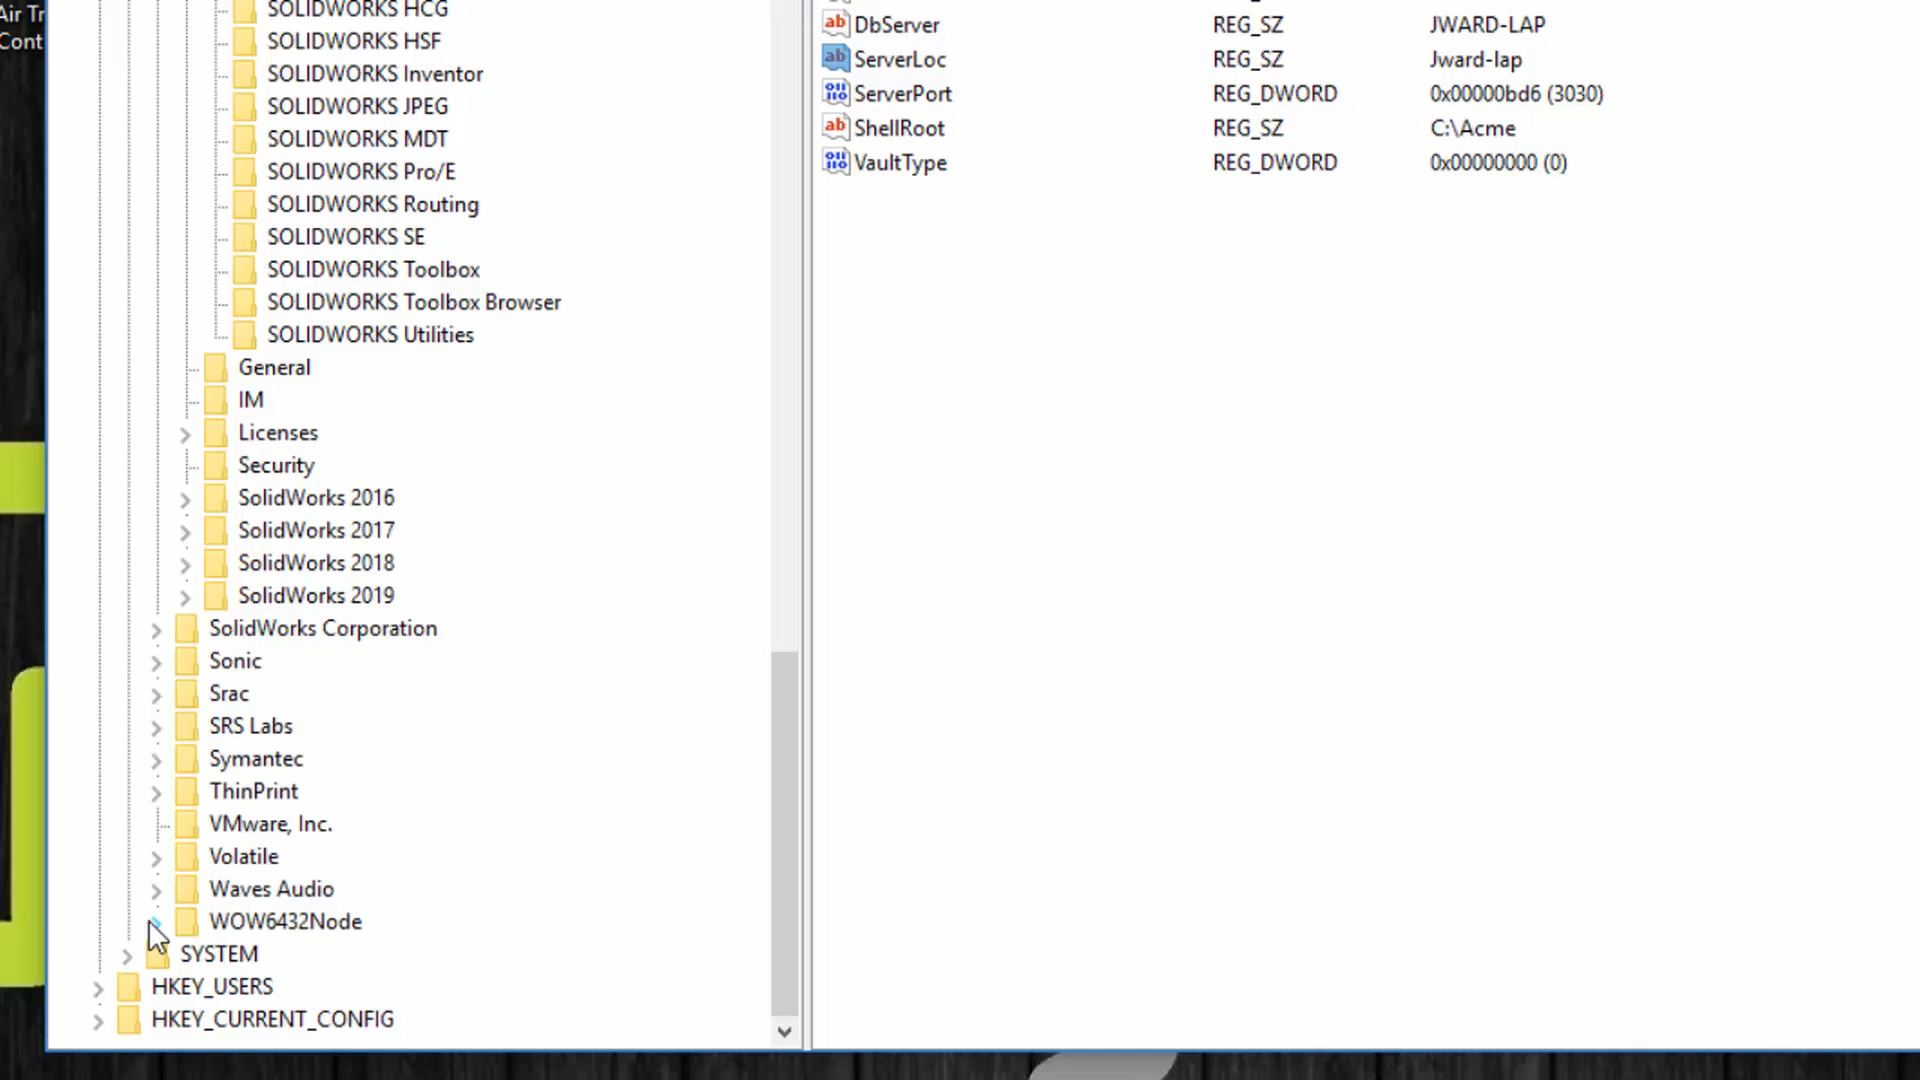 Air Tr
Cont
SOLIDWORKS HCG
SOLIDWORKS HSF
SOLIDWORKS Inventor
SOLIDWORKS JPEG
SOLIDWORKS MDT
SOLIDWORKS Pro/E
SOLIDWORKS Routing
SOLIDWORKS SE
SOLIDWORKS Toolbox
SOLIDWORKS Toolbox Browser
SOLIDWORKS Utilities
General
IM
Licenses
Security
SolidWorks 2016
SolidWorks 2017
SolidWorks 2018
SolidWorks 2019
SolidWorks Corporation
Sonic
Srac
SRS Labs
Symantec
ThinPrint
VMware, Inc.
Volatile
Waves Audio
WOW6432Node
SYSTEM
HKEY_USERS
HKEY_CURRENT_CONFIG
DbServer REG_SZ JWARD-LAP
ServerLoc REG_SZ Jward-lap
ServerPort REG_DWORD 0x00000bd6 (3030)
ShellRoot REG_SZ C:\Acme
VaultType REG_DWORD 0x00000000 (0)